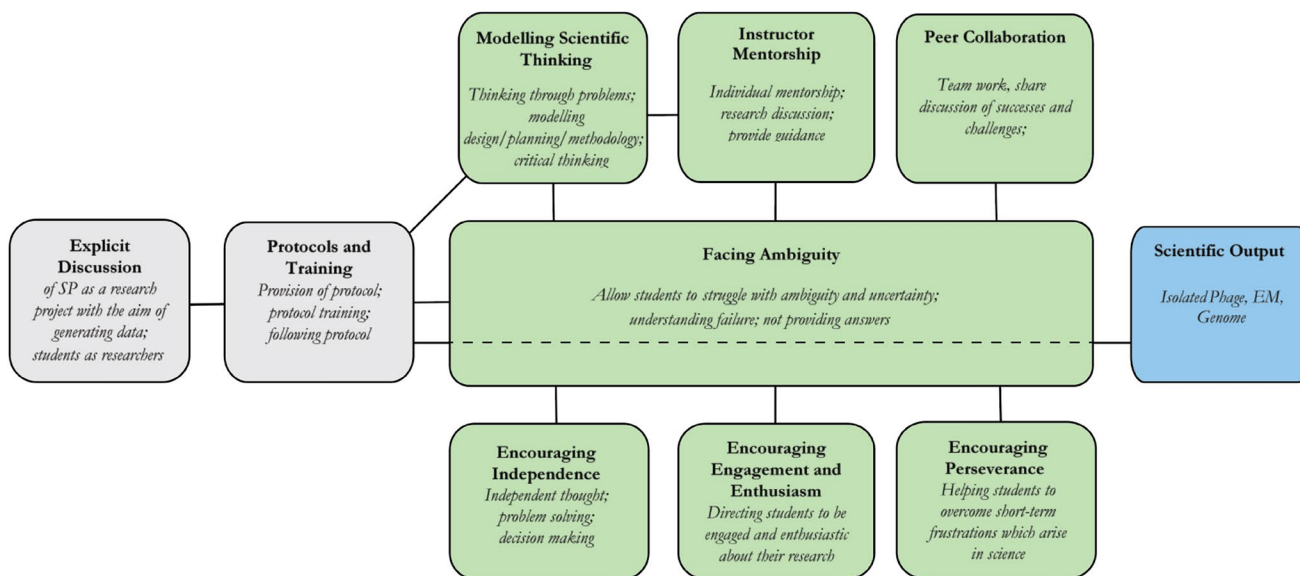 Modelling Scientific
Thinking
Thinking through problems;
modelling
design/planning/methodology;
critical thinking
Instructor
Mentorship
Individual mentorship;
research discussion;
provide guidance
Peer Collaboration
Team work, share
discussion of successes and
challenges;
Explicit
Discussion
of SP as a research
project with the aim of
generating data;
students as researchers
Protocols and
Training
Provision of protocol;
protocol training;
following protocol
Facing Ambiguity
Allow students to struggle with ambiguity and uncertainty;
understanding failure; not providing answers
Scientific Output
Isolated Phage, EM,
Genome
Encouraging
Independence
Independent thought;
problem solving;
decision making
Encouraging
Engagement and
Enthusiasm
Directing students to be
engaged and enthusiastic
about their research
Encouraging
Perseverance
Helping students to
overcome short-term
frustrations which arise
in science